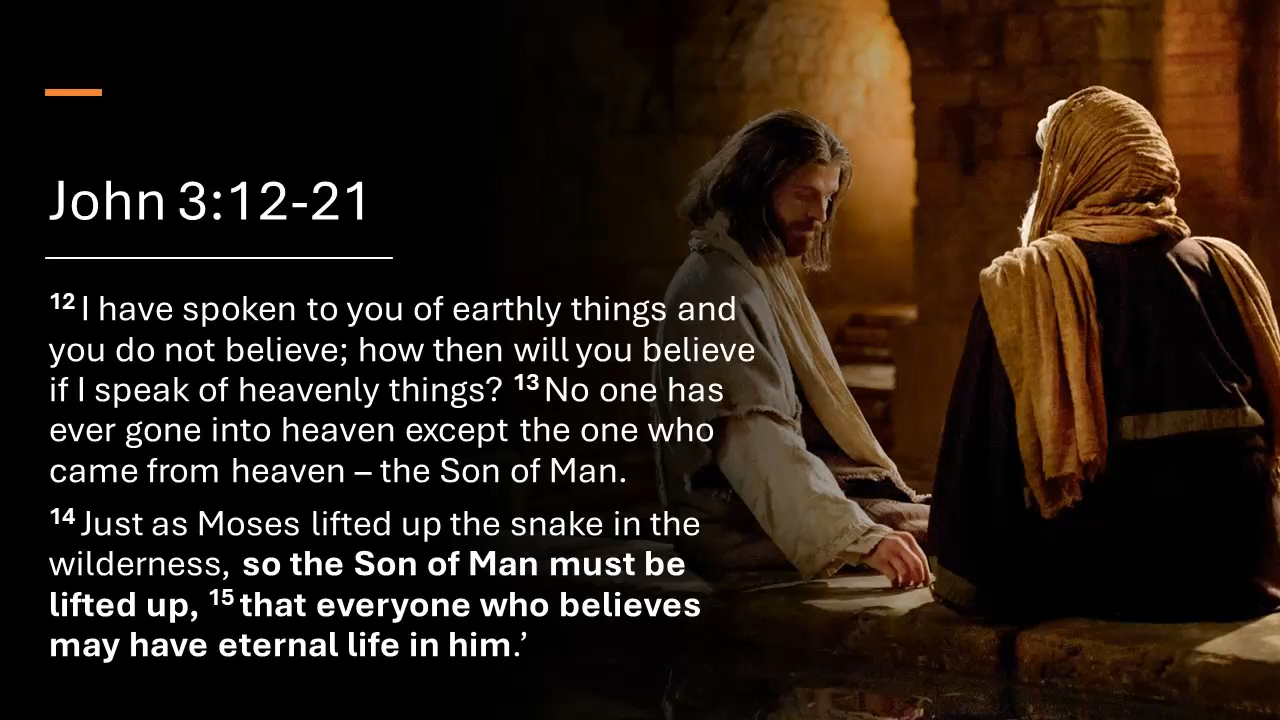 John 3:12-21
12 I have spoken to you of earthly things and
you do not believe; how then will you believe
if I speak of heavenly things? 13 No one has
ever gone into heaven except the one who
came from heaven – the Son of Man.
14 Just as Moses lifted up the snake in the
wilderness, so the Son of Man must be
lifted up, 15 that everyone who believes
may have eternal life in him.’